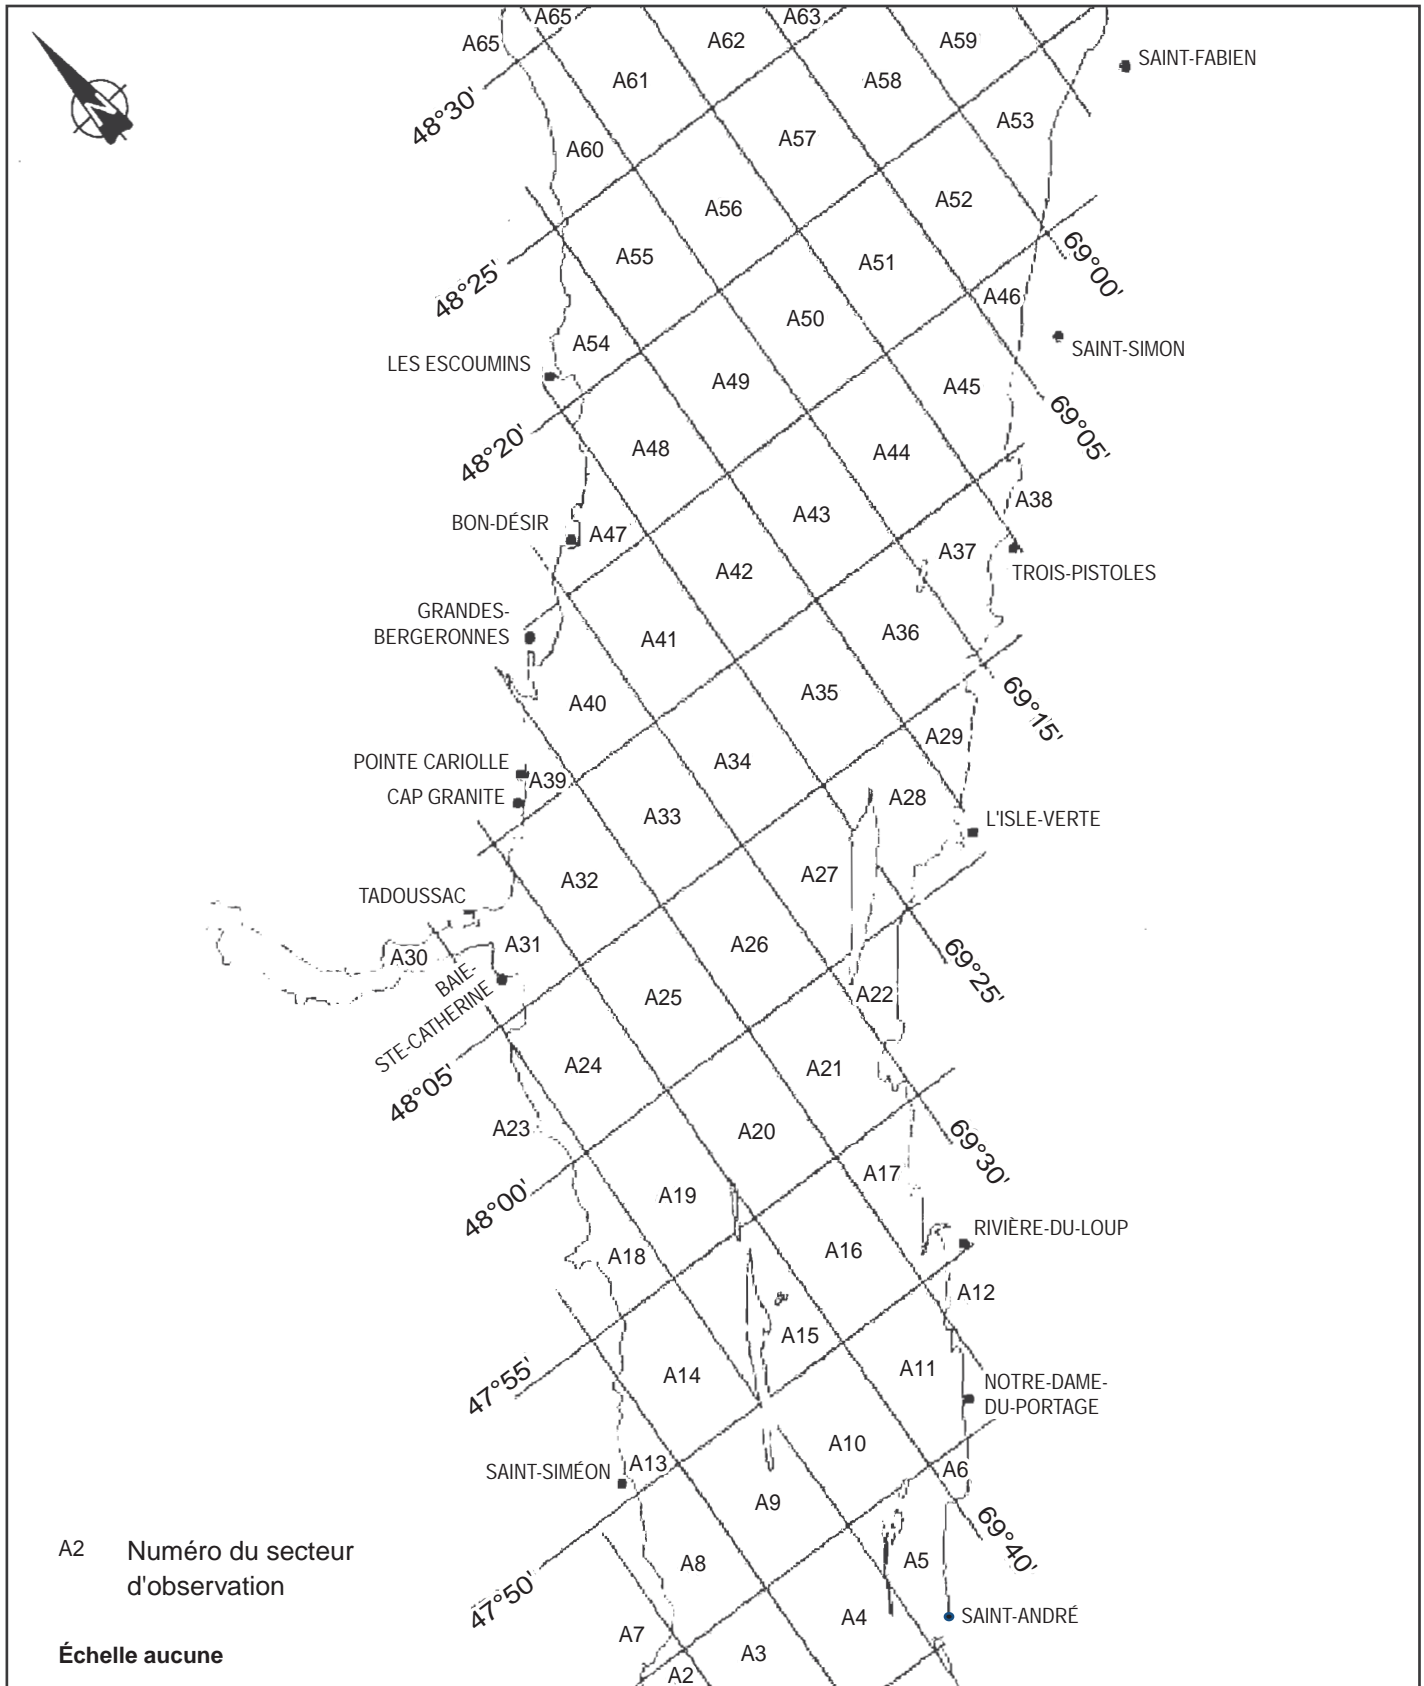 A65
A63
A65
A62
A59
SAINT-FABIEN
A61
A58
48°30'
A53
A60
A57
A56
A52
A55
A51
69°00'
48°25'
A46
A50
A54
SAINT-SIMON
LES ESCOUMINS
A49
A45
69°05'
48°20'
A48
A44
A38
BON-DÉSIR
A47
A43
A37
A42
TROIS-PISTOLES
GRANDES-
BERGERONNES
A41
A36
A40
A35
69°15'
A29
POINTE CARIOLLE
A39
A34
CAP GRANITE
A28
A33
L'ISLE-VERTE
A32
A27
TADOUSSAC
A30
A31
A26
69°25'
BAIE-
STE-CATHERINE
A25
A22
48°05'
A24
A21
A23
A20
69°30'
A17
48°00'
A19
RIVIÈRE-DU-LOUP
A18
A16
A12
A15
47°55'
A14
A11
NOTRE-DAME-
DU-PORTAGE
A10
SAINT-SIMÉON
A13
A6
A9
69°40'
A2 Numéro du secteur
d'observation
A8
A5
47°50'
A4
SAINT-ANDRÉ
A7
Échelle aucune
A3
A2
N